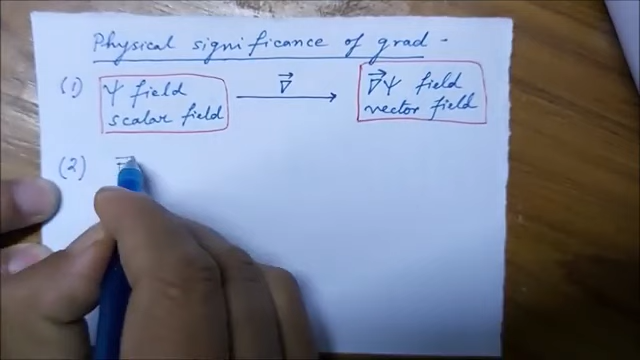 Physical significance of grad -
(1) ψ field ∇⃗ ∇⃗ψ field
scalar field vector field
(2)